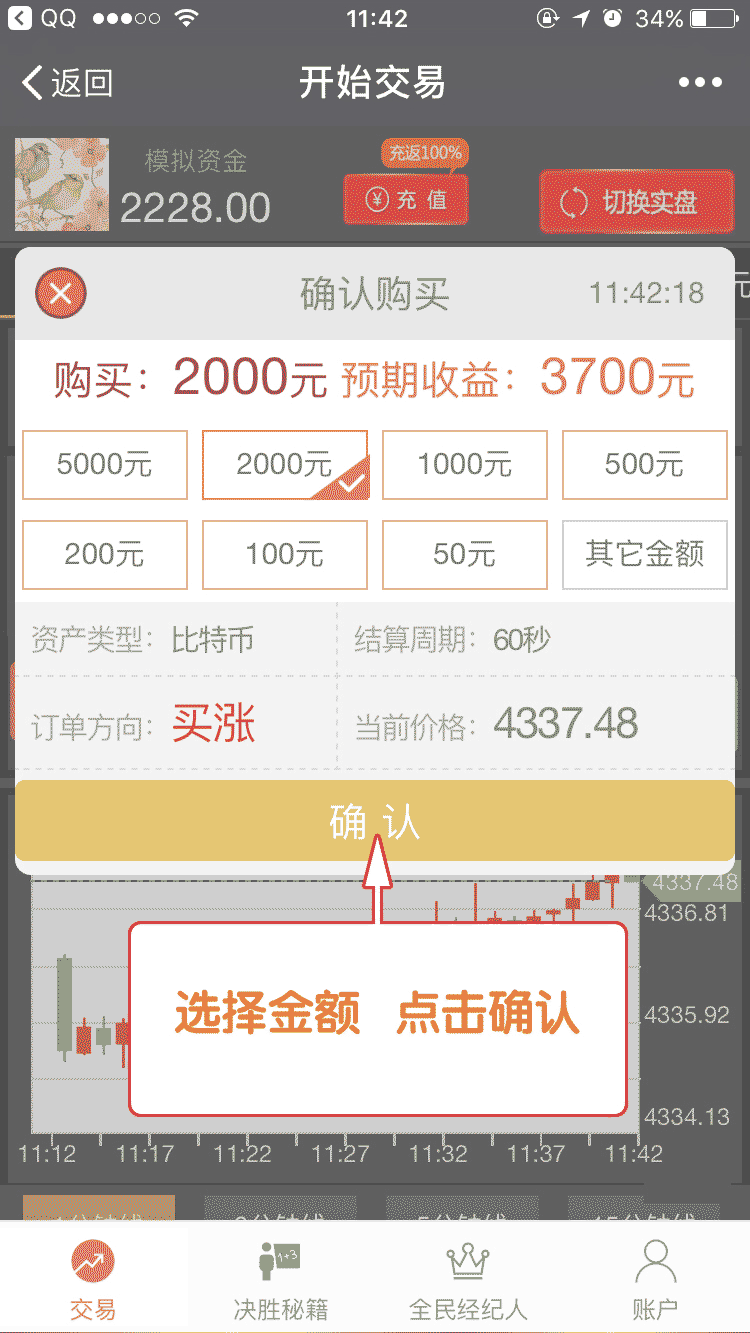 QQ 11:42 34%
返回 开始交易
模拟资金 充返100%
2228.00 ¥ 充 值 切换实盘
元
确认购买 11:42:18
购买：2000元 预期收益：3700元
5000元 2000元 1000元 500元
200元 100元 50元 其它金额
资产类型：比特币 结算周期：60秒
订单方向：买涨 当前价格：4337.48
确 认
4337.48
4336.81
选择金额 点击确认
4335.92
4334.13
11:12 11:17 11:22 11:27 11:32 11:37 11:42
1+3
交易 决胜秘籍 全民经纪人 账户